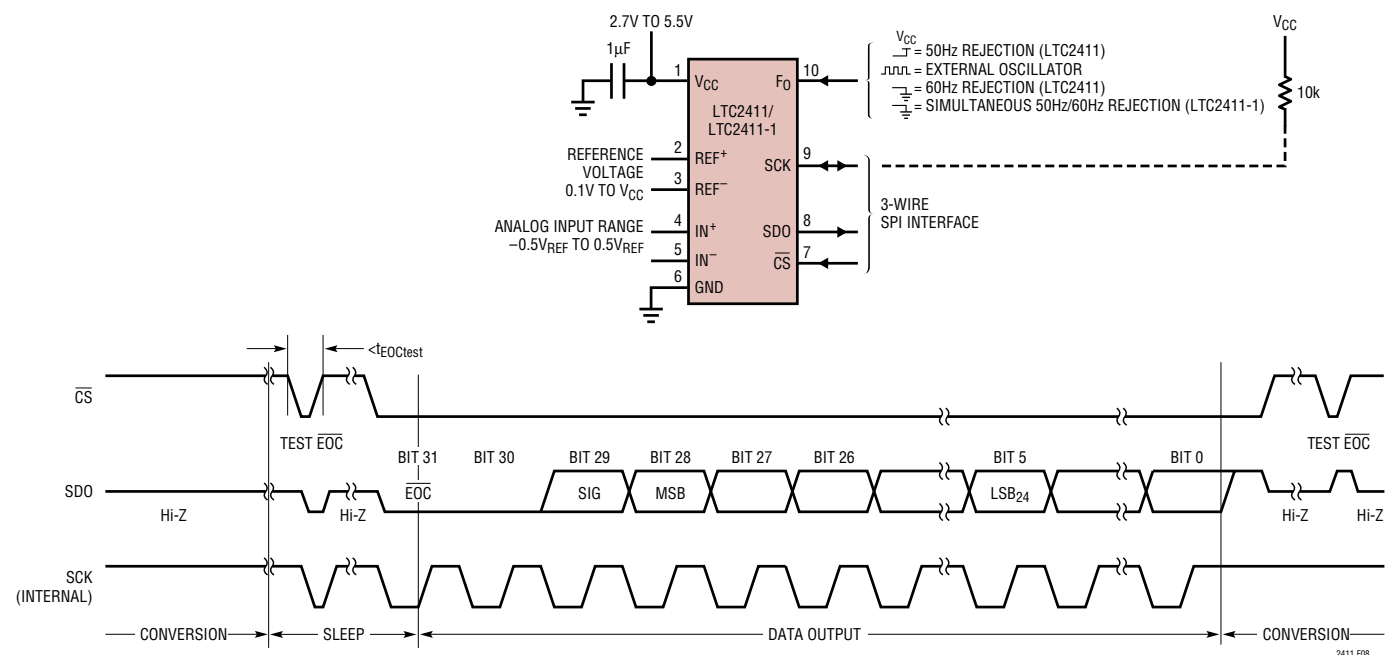 2.7V TO 5.5V
1µF
1
VCC
LTC2411/
LTC2411-1
FO
10
VCC
= 50Hz REJECTION (LTC2411)
= EXTERNAL OSCILLATOR
= 60Hz REJECTION (LTC2411)
= SIMULTANEOUS 50Hz/60Hz REJECTION (LTC2411-1)
VCC
10k
REFERENCE
VOLTAGE
0.1V TO VCC
2
REF+
3
REF−
SCK
9
ANALOG INPUT RANGE
−0.5VREF TO 0.5VREF
4
IN+
5
IN−
SDO
8
CS
7
3-WIRE
SPI INTERFACE
6
GND
<tEOCtest
CS
TEST EOC
TEST EOC
BIT 31
BIT 30
BIT 29
BIT 28
BIT 27
BIT 26
BIT 5
BIT 0
SDO
EOC
SIG
MSB
LSB24
Hi-Z
Hi-Z
Hi-Z
Hi-Z
SCK
(INTERNAL)
CONVERSION
SLEEP
DATA OUTPUT
CONVERSION
2411 F08